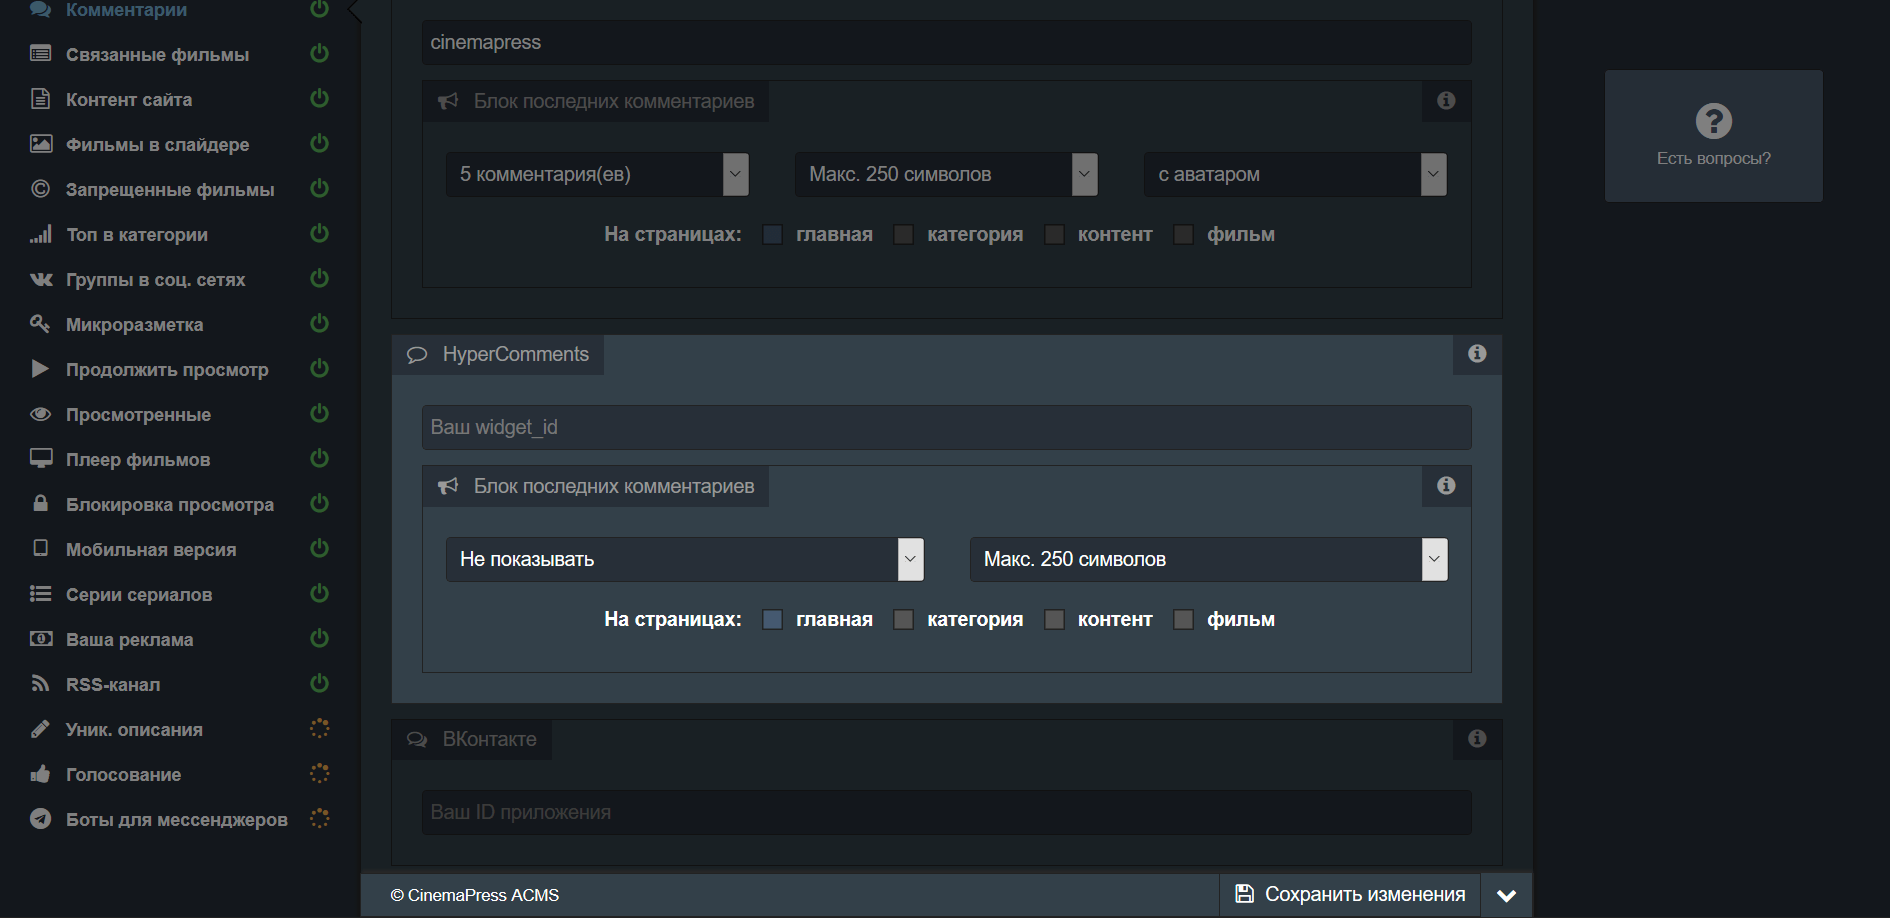 Комментарии
Связанные фильмы
Контент сайта
Фильмы в слайдере
Запрещенные фильмы
Топ в категории
Группы в соц. сетях
Микроразметка
Продолжить просмотр
Просмотренные
Плеер фильмов
Блокировка просмотра
Мобильная версия
Серии сериалов
Ваша реклама
RSS-канал
Уник. описания
Голосование
Боты для мессенджеров
cinemapress
Блок последних комментариев
5 комментария(ев) Макс. 250 символов с аватаром
На страницах: главная категория контент фильм
HyperComments
Ваш widget_id
Блок последних комментариев
Не показывать Макс. 250 символов
На страницах: главная категория контент фильм
ВКонтакте
Ваш ID приложения
© CinemaPress ACMS
Сохранить изменения
Есть вопросы?